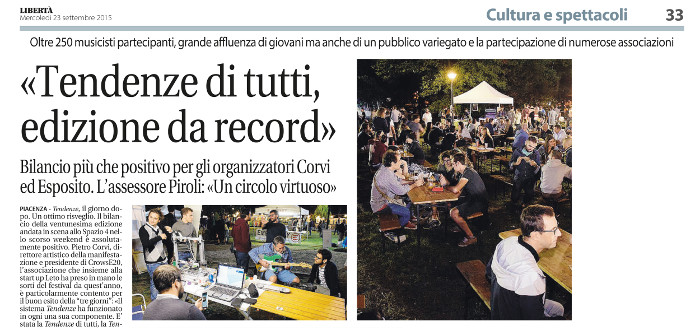 LIBERTÀ
Mercoledì 23 settembre 2015
Cultura e spettacoli
33
Oltre 250 musicisti partecipanti, grande affluenza di giovani ma anche di un pubblico variegato e la partecipazione di numerose associazioni
«Tendenze di tutti,
edizione da record»
Bilancio più che positivo per gli organizzatori Corvi
ed Esposito. L’assessore Piroli: «Un circolo virtuoso»
PIACENZA - Tendenze, il giorno do-
po. Un ottimo risveglio. Il bilan-
cio della ventunesima edizione
andata in scena allo Spazio 4 nel-
lo scorso weekend è assoluta-
mente positivo. Pietro Corvi, di-
rettore artistico della manifesta-
zione e presidente di CrowsE20,
l’associazione che insieme alla
start up Leto ha preso in mano le
sorti del festival da quest’anno,
è particolarmente contento per
il buon esito della “tre giorni”: «Il
sistema Tendenze ha funzionato
in ogni una sua componente. E’
stata la Tendenze di tutti, la Ten-